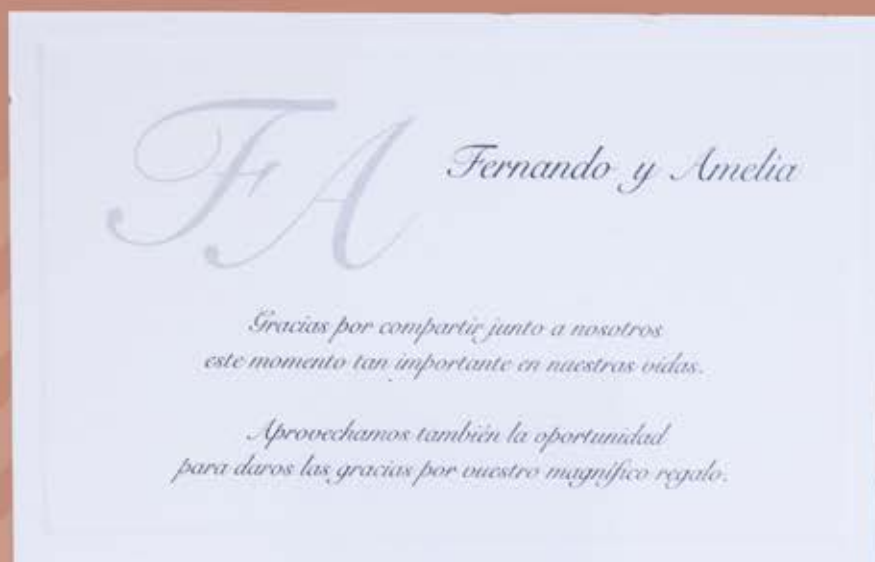 FA
Fernando y Amelia
Gracias por compartir junto a nosotros
este momento tan importante en nuestras vidas.
Aprovechamos también la oportunidad
para daros las gracias por vuestro magnífico regalo.